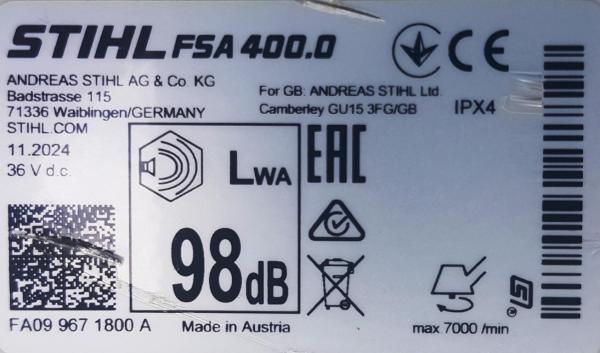 STIHL FSA 400.0
ANDREAS STIHL AG & Co. KG
Badstrasse 115
71336 Waiblingen/GERMANY
STIHL.COM
11.2024
36 V d.c.
For GB: ANDREAS STIHL Ltd.
Camberley GU15 3FG/GB
IPX4
CE
LWA
98dB
EAC
FA09 967 1800 A
Made in Austria
max 7000 /min